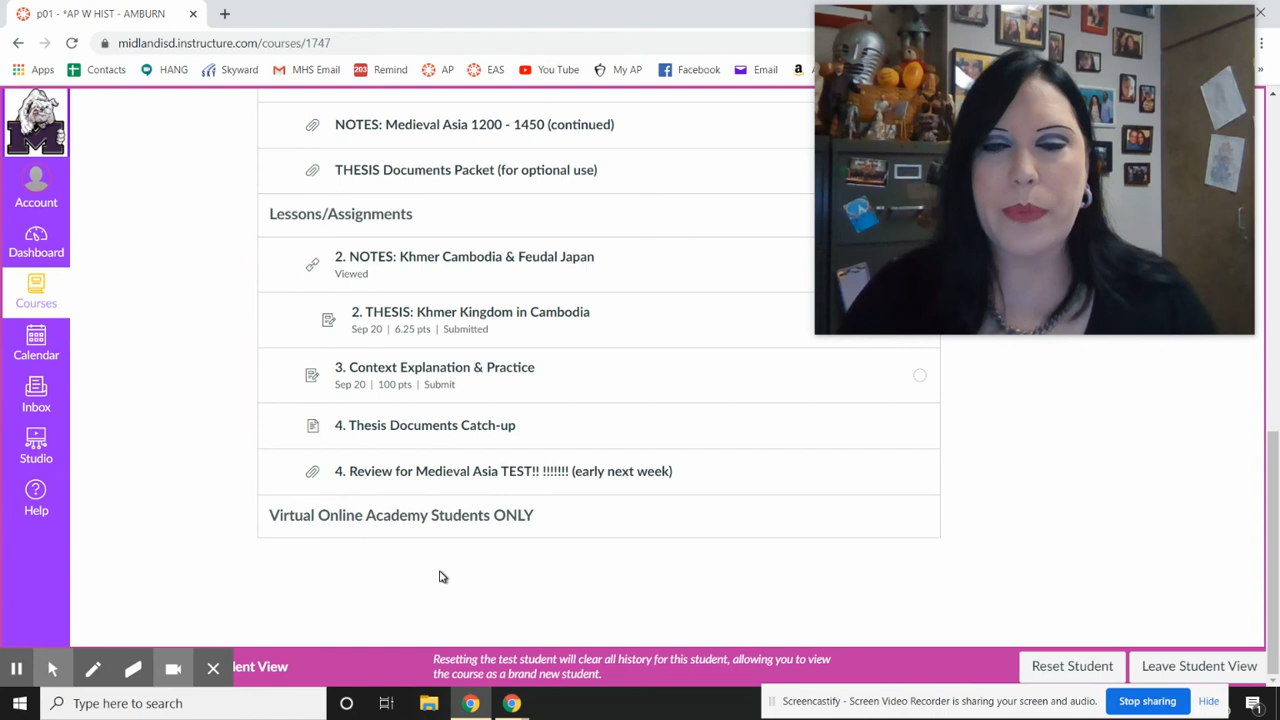 p01 - *AP W HIST - AMBURN
midlandisd.instructure.com/courses/1747
Apps Contacts HANG Skyward MHS Email 203 Remind AP EAS You Tube My AP Facebook Email
M
Account
Dashboard
Courses
Calendar
Inbox
Studio
Help
NOTES: Medieval Asia 1200 - 1450 (continued)
THESIS Documents Packet (for optional use)
Lessons/Assignments
2. NOTES: Khmer Cambodia & Feudal Japan
Viewed
2. THESIS: Khmer Kingdom in Cambodia
Sep 20 | 6.25 pts | Submitted
3. Context Explanation & Practice
Sep 20 | 100 pts | Submit
4. Thesis Documents Catch-up
4. Review for Medieval Asia TEST!! !!!!!!! (early next week)
Virtual Online Academy Students ONLY
dent View
Resetting the test student will clear all history for this student, allowing you to view
the course as a brand new student.
Reset Student
Leave Student View
Type here to search
Screencastify - Screen Video Recorder is sharing your screen and audio.
Stop sharing
Hide
1